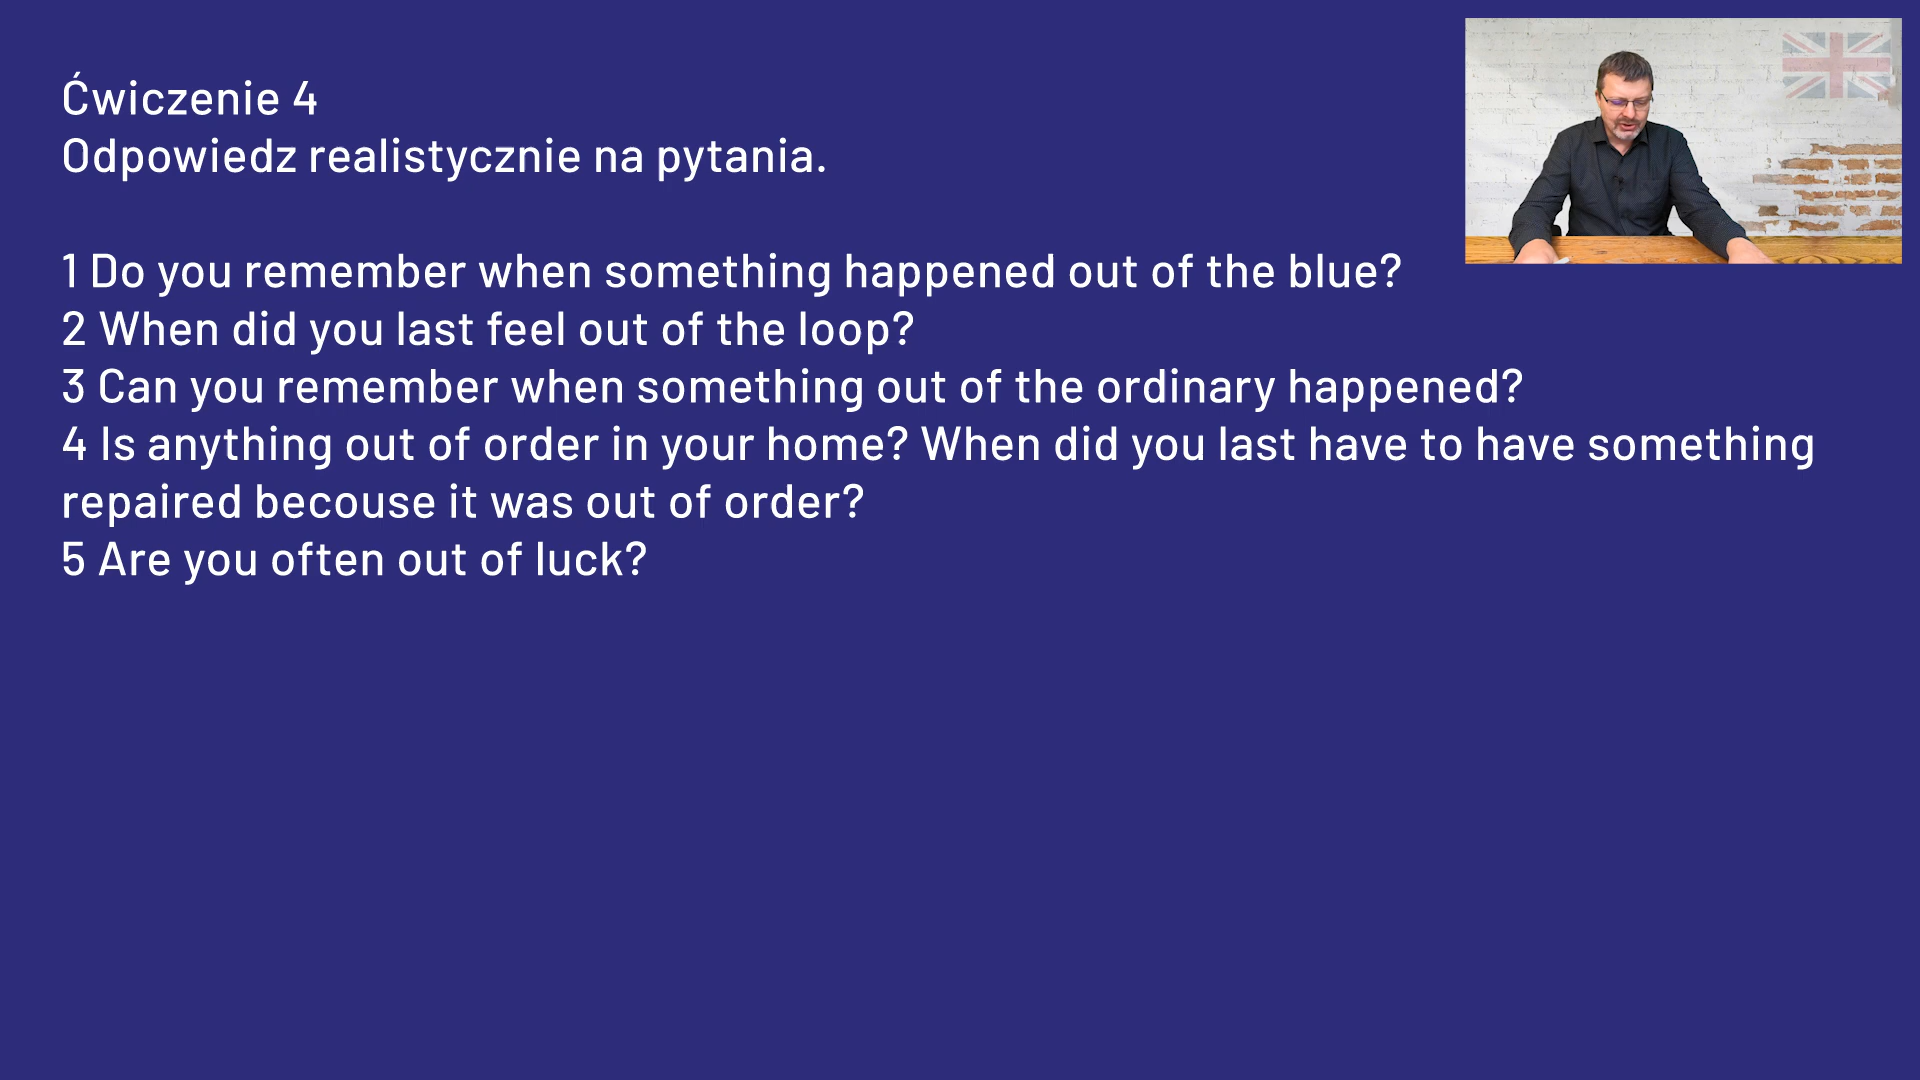 Ćwiczenie 4
Odpowiedz realistycznie na pytania.
1 Do you remember when something happened out of the blue?
2 When did you last feel out of the loop?
3 Can you remember when something out of the ordinary happened?
4 Is anything out of order in your home? When did you last have to have something
repaired becouse it was out of order?
5 Are you often out of luck?